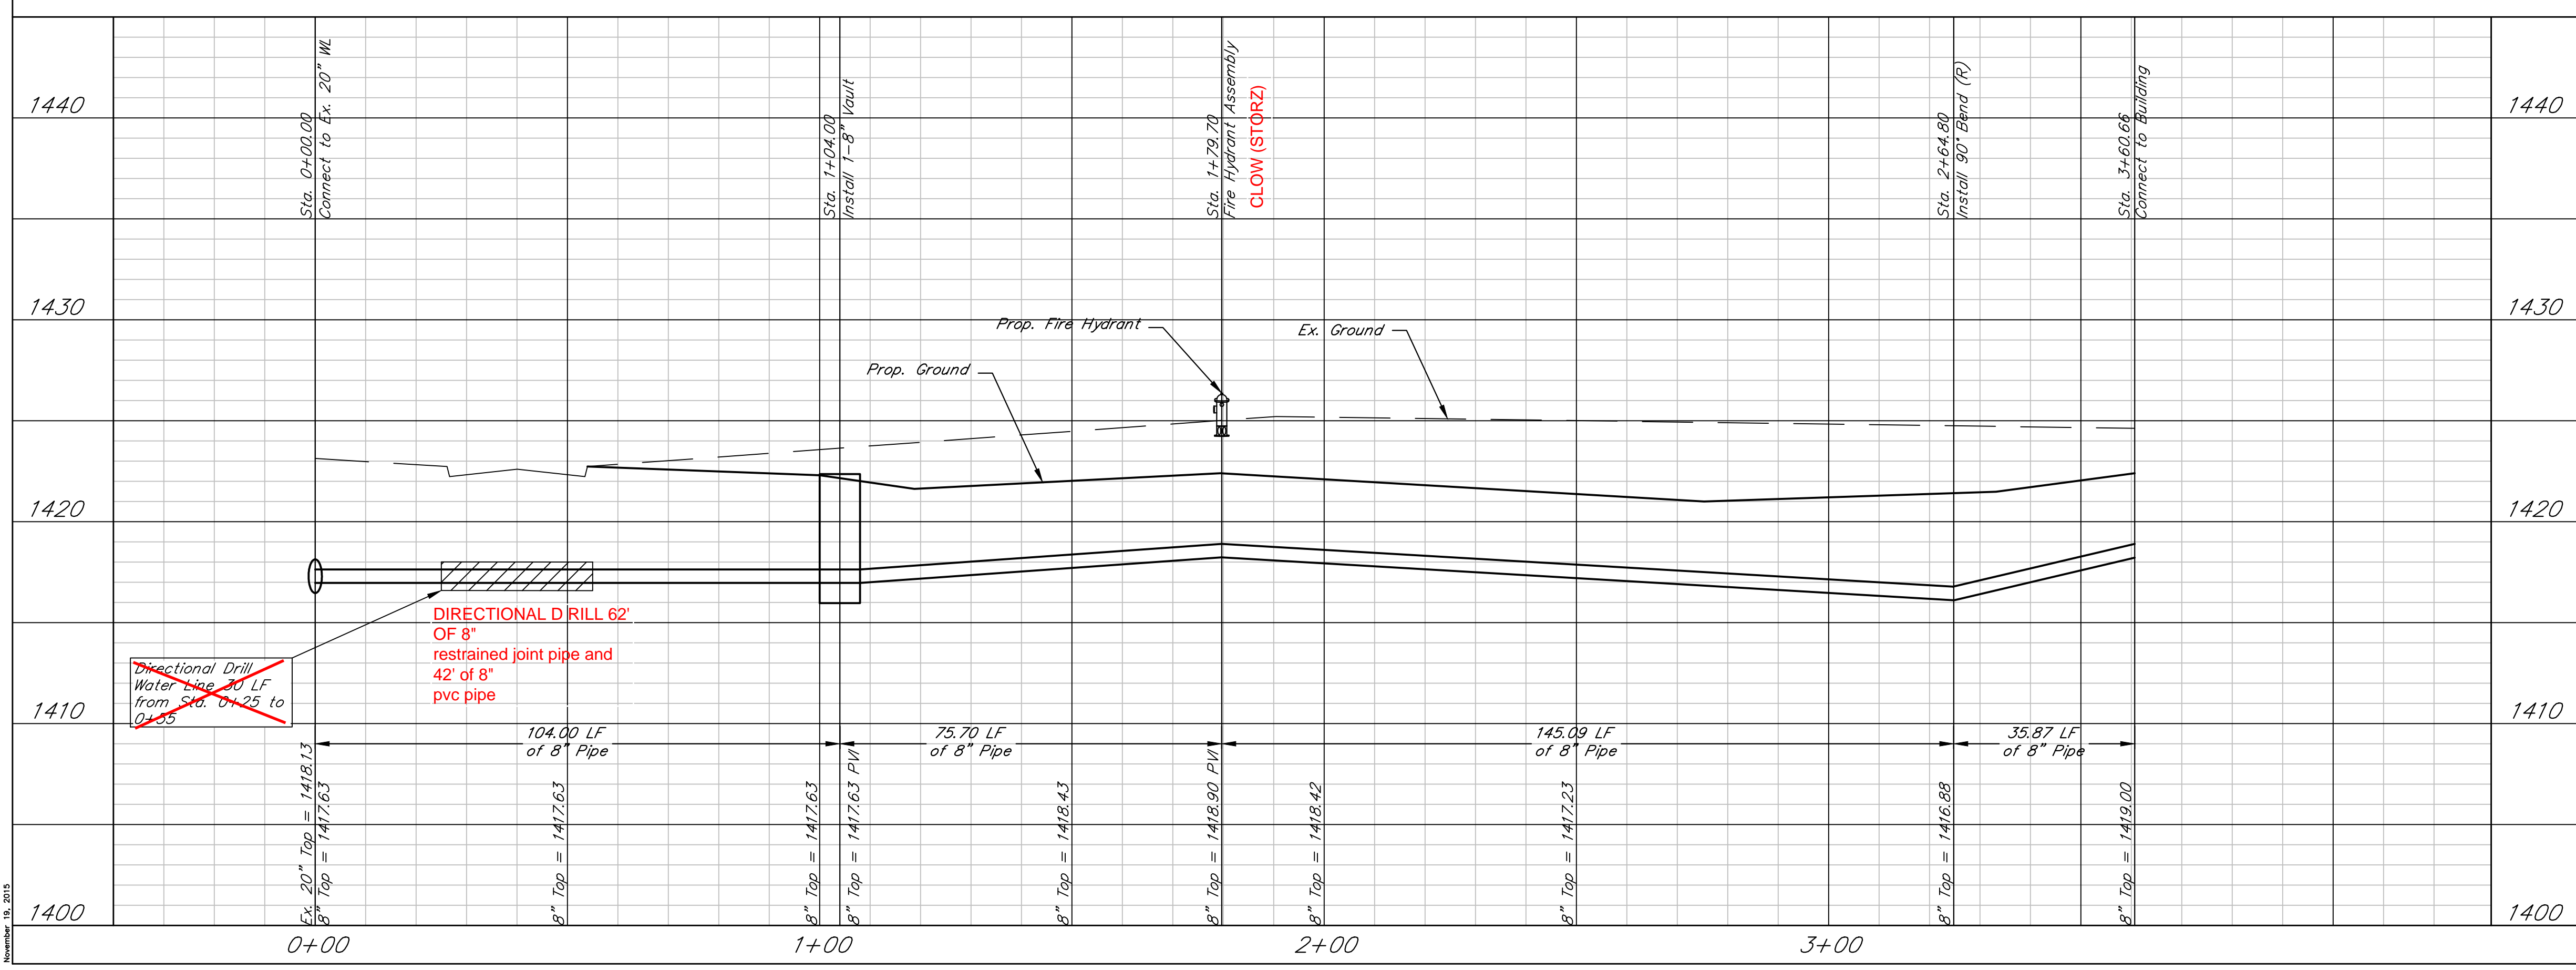 Sta. 0+00.00
Connect to Ex. 20" WL
Sta. 1+04.00
Install 1-8" Vault
Sta. 1+79.70
Fire Hydrant Assembly
CLOW (STORZ)
Sta. 2+64.80
Install 90° Bend (R)
Sta. 3+60.66
Connect to Building
1440
1440
1430
1430
Prop. Fire Hydrant
Ex. Ground
Prop. Ground
1420
1420
DIRECTIONAL D RILL 62'
OF 8"
restrained joint pipe and
42' of 8"
pvc pipe
Directional Drill
Water Line 30 LF
from Sta. 0+25 to
0+55
1410
1410
104.00 LF
of 8" Pipe
75.70 LF
of 8" Pipe
145.09 LF
of 8" Pipe
35.87 LF
of 8" Pipe
Ex. 20" Top = 1418.13
8" Top = 1417.63
8" Top = 1417.63
8" Top = 1417.63
8" Top = 1417.63 PVI
8" Top = 1418.43
8" Top = 1418.90 PVI
8" Top = 1418.42
8" Top = 1417.23
8" Top = 1416.88
8" Top = 1419.00
1400
1400
0+00
1+00
2+00
3+00
November 19, 2015